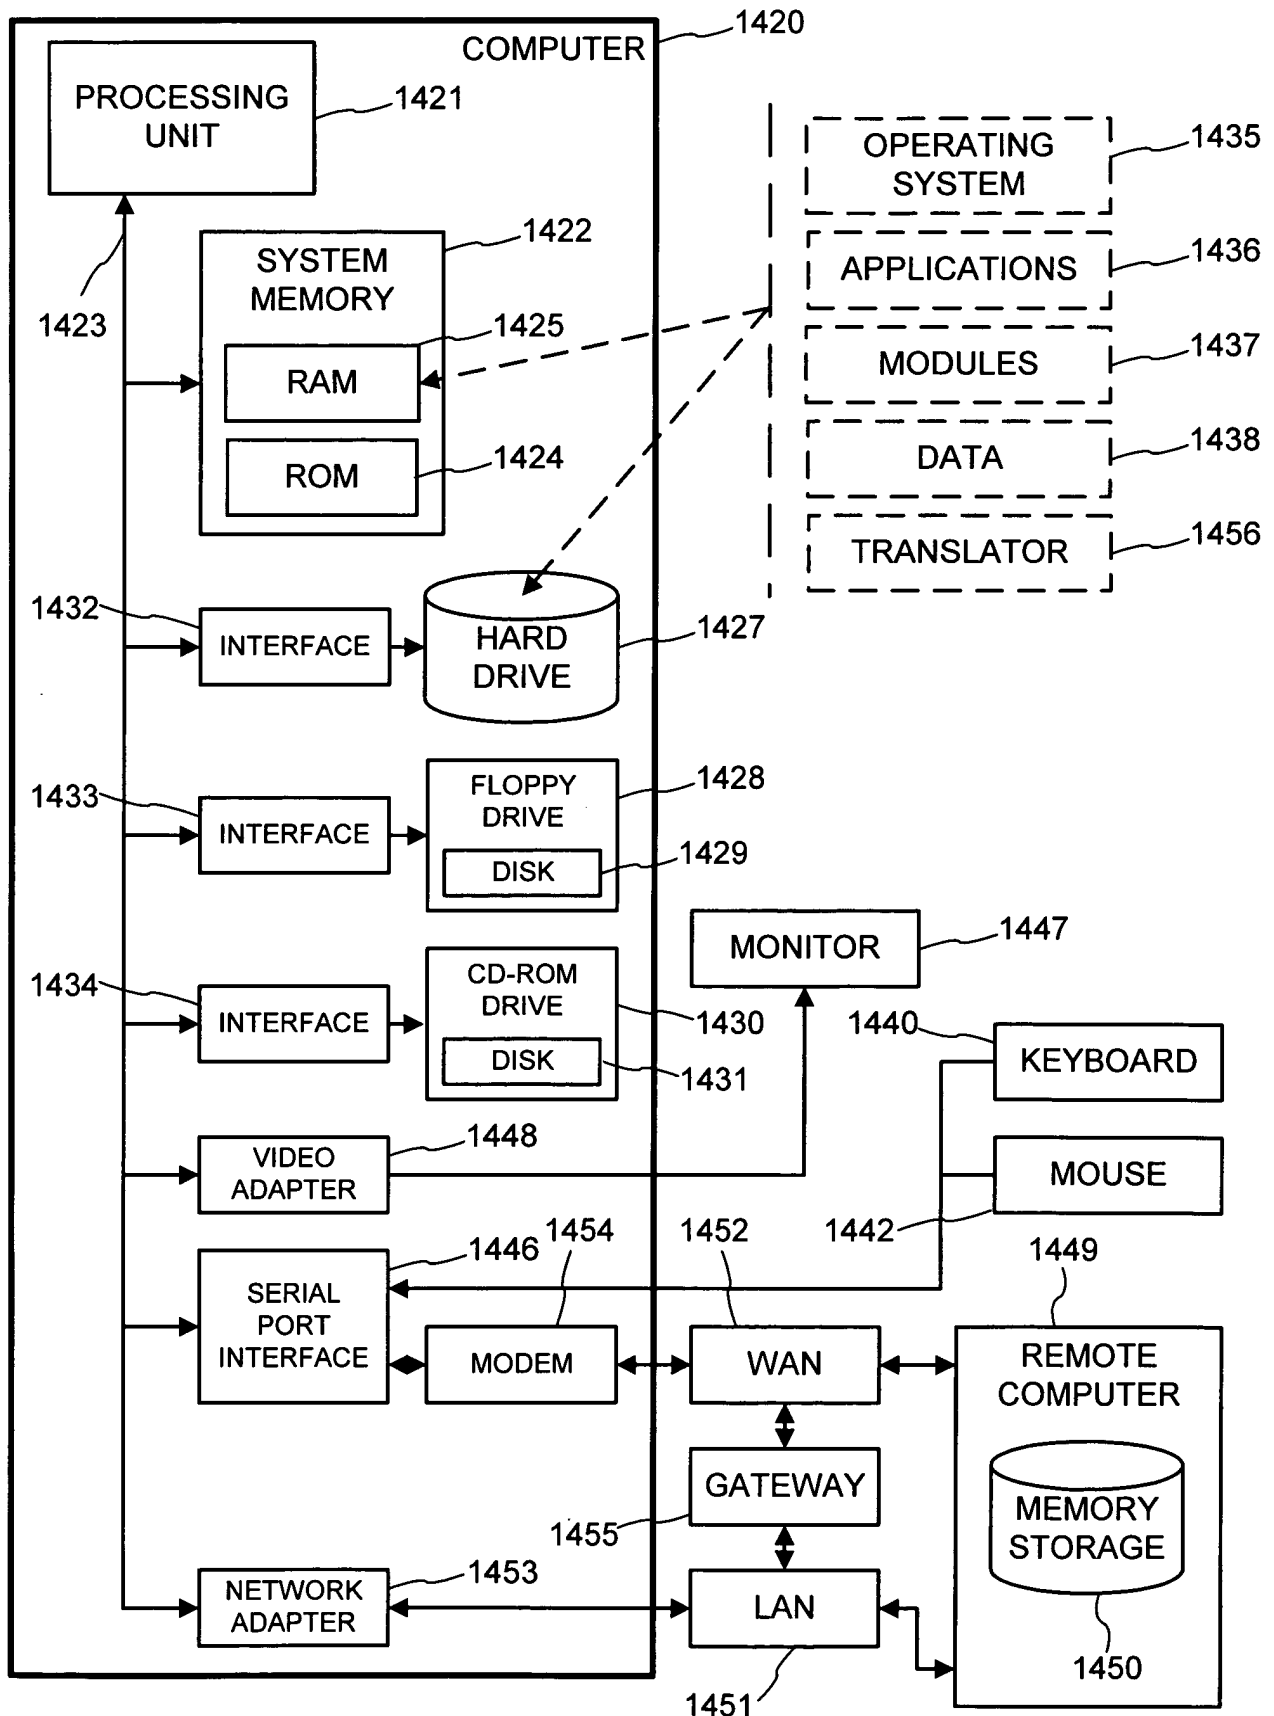 COMPUTER
1420
PROCESSING
UNIT
1421
1423
SYSTEM
MEMORY
1422
1425
RAM
ROM
1424
OPERATING
SYSTEM
1435
APPLICATIONS
1436
MODULES
1437
DATA
1438
TRANSLATOR
1456
1432
INTERFACE
HARD
DRIVE
1427
1433
INTERFACE
FLOPPY
DRIVE
1428
DISK
1429
1434
INTERFACE
CD-ROM
DRIVE
1430
DISK
1431
MONITOR
1447
1440
KEYBOARD
MOUSE
1442
VIDEO
ADAPTER
1448
SERIAL
PORT
INTERFACE
1446
1454
MODEM
1452
WAN
1449
REMOTE
COMPUTER
MEMORY
STORAGE
1450
GATEWAY
1455
NETWORK
ADAPTER
1453
LAN
1451